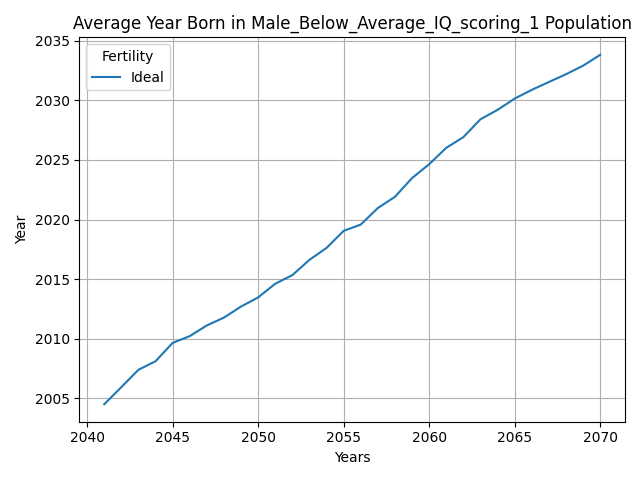 Average Year Born in Male_Below_Average_IQ_scoring_1 Population
Fertility
Ideal
Year
2035
2030
2025
2020
2015
2010
2005
2040 2045 2050 2055 2060 2065 2070
Years